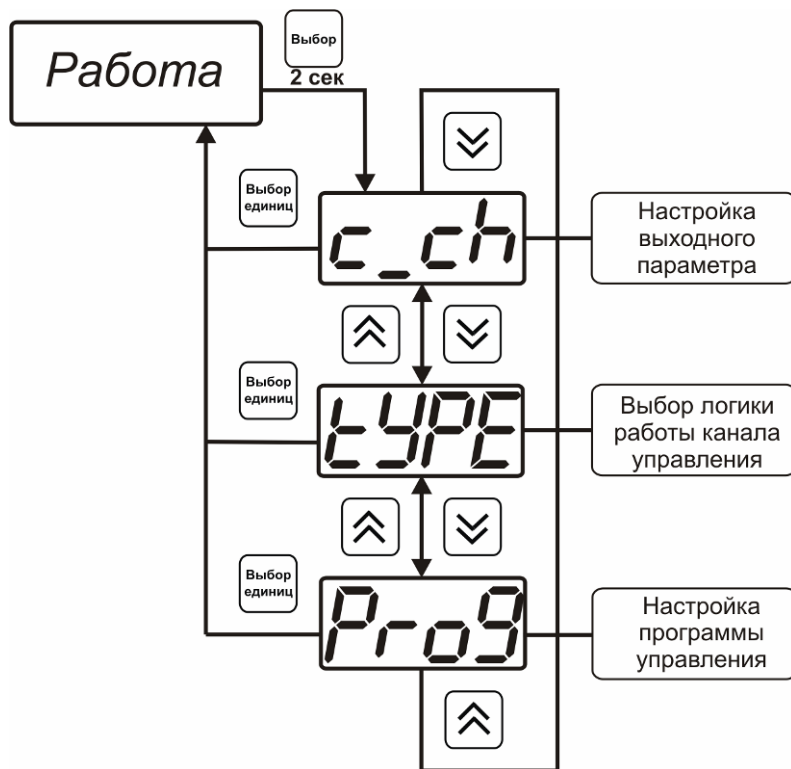 Выбор
Работа
2 сек
Выбор
единиц
c_ch
Настройка
выходного
параметра
Выбор
единиц
tYPE
Выбор логики
работы канала
управления
Выбор
единиц
Prog
Настройка
программы
управления